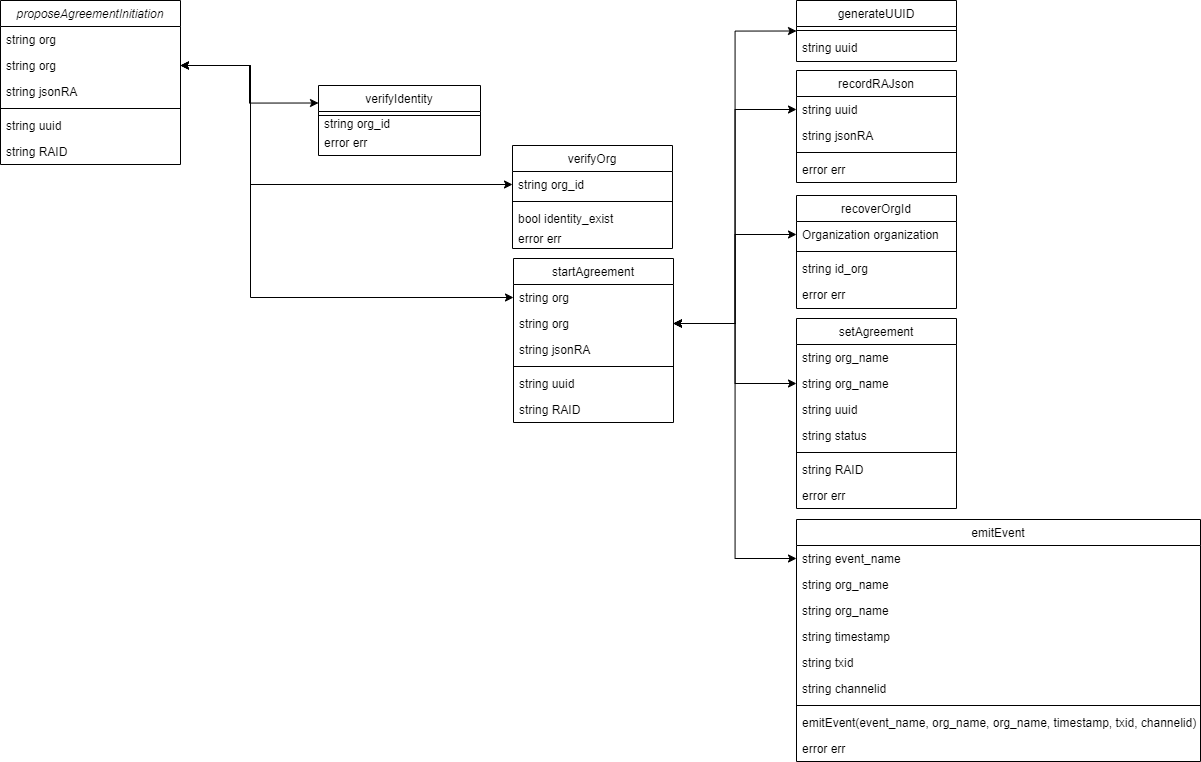 proposeAgreementInitiation
string org
string org
string jsonRA
string uuid
string RAID
verifyIdentity
string org_id
error err
verifyOrg
string org_id
bool identity_exist
error err
startAgreement
string org
string org
string jsonRA
string uuid
string RAID
generateUUID
string uuid
recordRAJson
string uuid
string jsonRA
error err
recoverOrgId
Organization organization
string id_org
error err
setAgreement
string org_name
string org_name
string uuid
string status
string RAID
error err
emitEvent
string event_name
string org_name
string org_name
string timestamp
string txid
string channelid
emitEvent(event_name, org_name, org_name, timestamp, txid, channelid)
error err